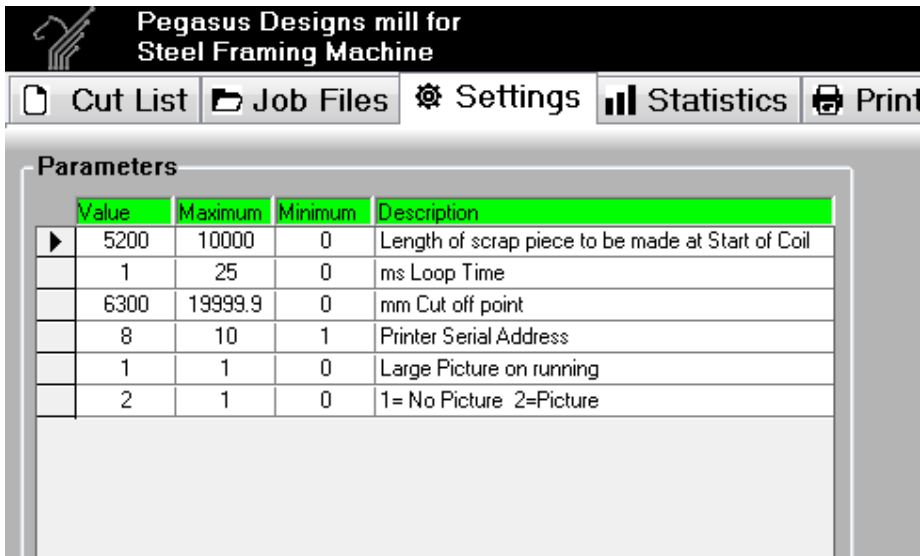 Pegasus Designs mill for
Steel Framing Machine
Cut List Job Files Settings Statistics Print
Parameters
Value Maximum Minimum Description
5200 10000 0 Length of scrap piece to be made at Start of Coil
1 25 0 ms Loop Time
6300 19999.9 0 mm Cut off point
8 10 1 Printer Serial Address
1 1 0 Large Picture on running
2 1 0 1= No Picture 2=Picture